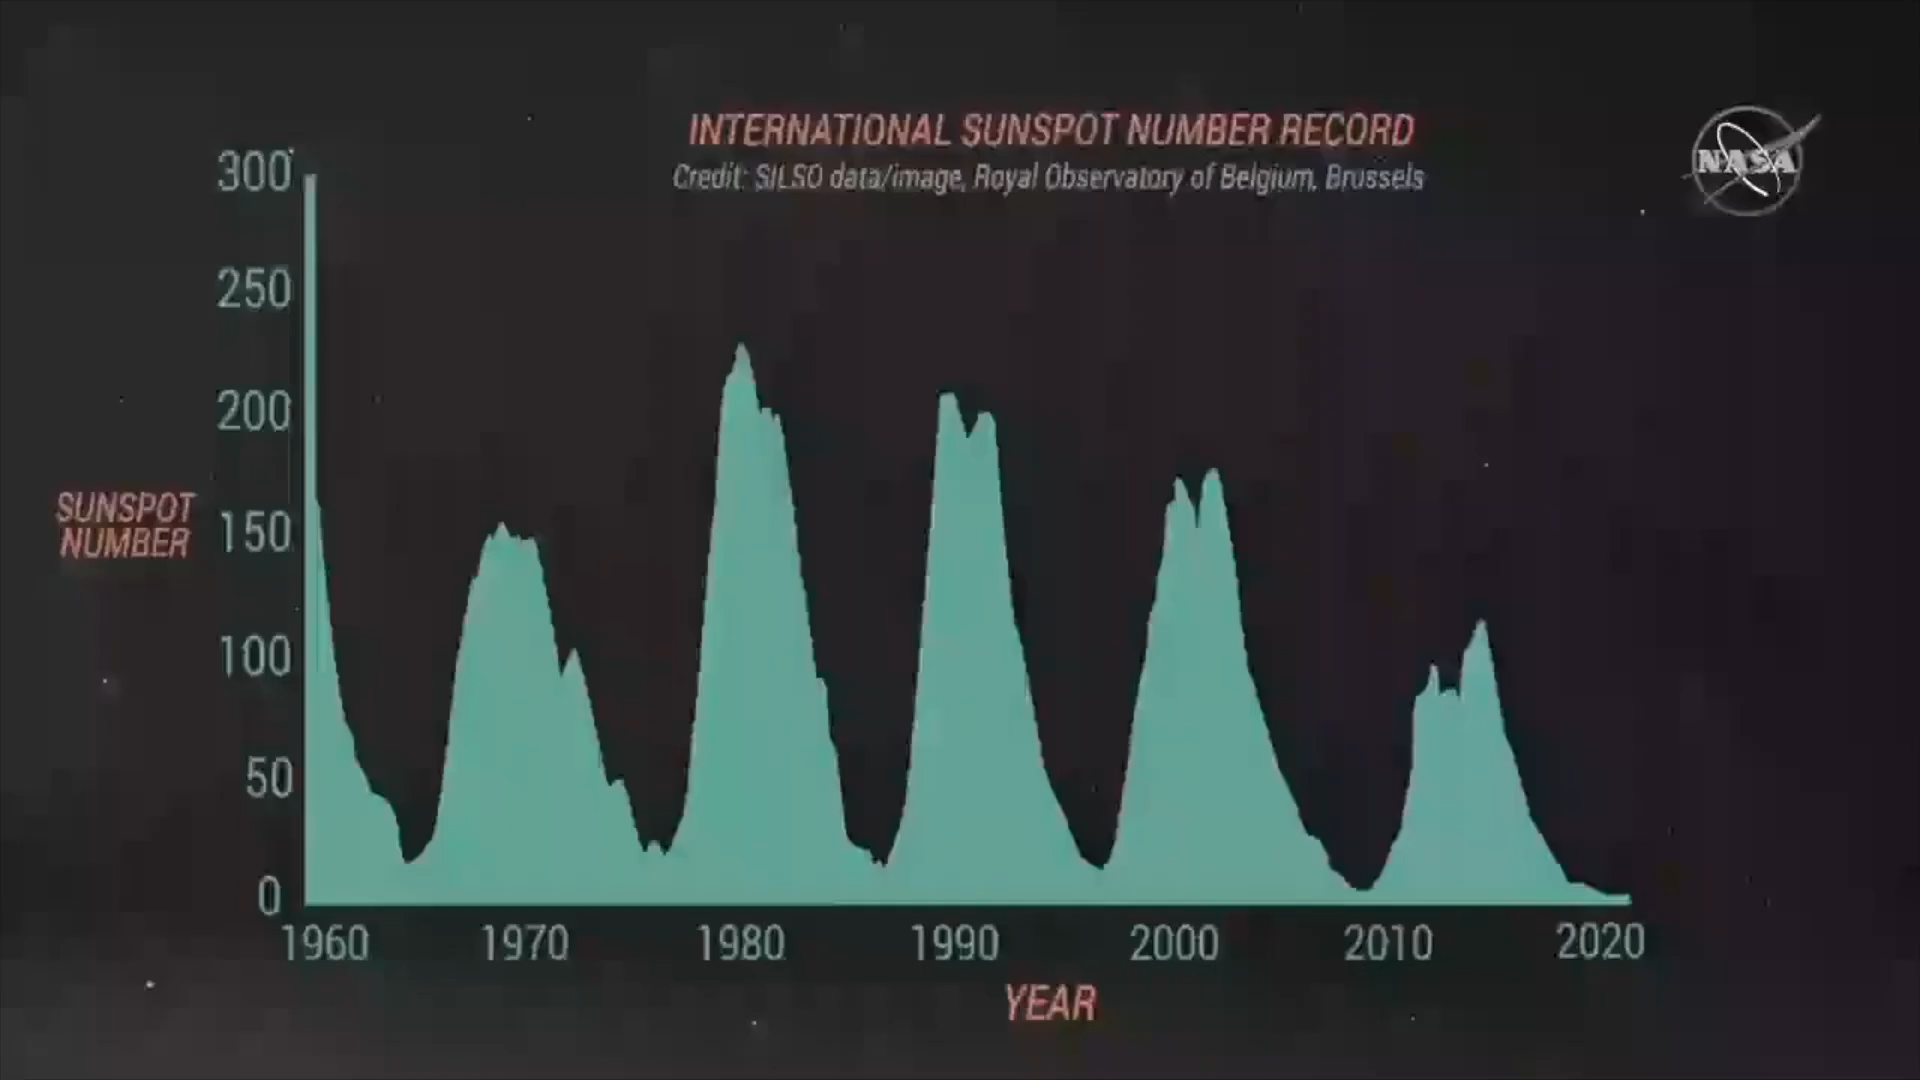 INTERNATIONAL SUNSPOT NUMBER RECORD
Credit: SILSO data/image, Royal Observatory of Belgium, Brussels
NASA
300
250
200
150
100
50
0
SUNSPOT
NUMBER
1960 1970 1980 1990 2000 2010 2020
YEAR